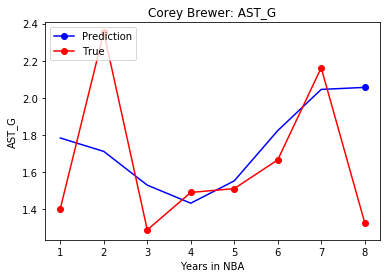 Corey Brewer: AST_G
Prediction
True
AST_G
2.4
2.2
2.0
1.8
1.6
1.4
1 2 3 4 5 6 7 8
Years in NBA